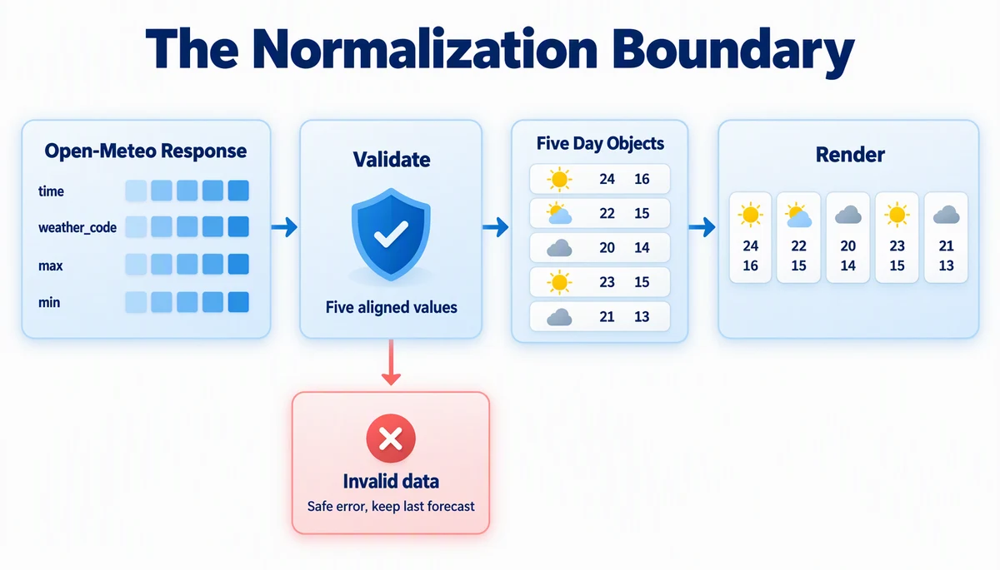 The Normalization Boundary
Open-Meteo Response
time
weather_code
max
min
Validate
Five aligned values
Five Day Objects
24 16
22 15
20 14
23 15
21 13
Render
24 22 20 23 21
16 15 14 15 13
Invalid data
Safe error, keep last forecast